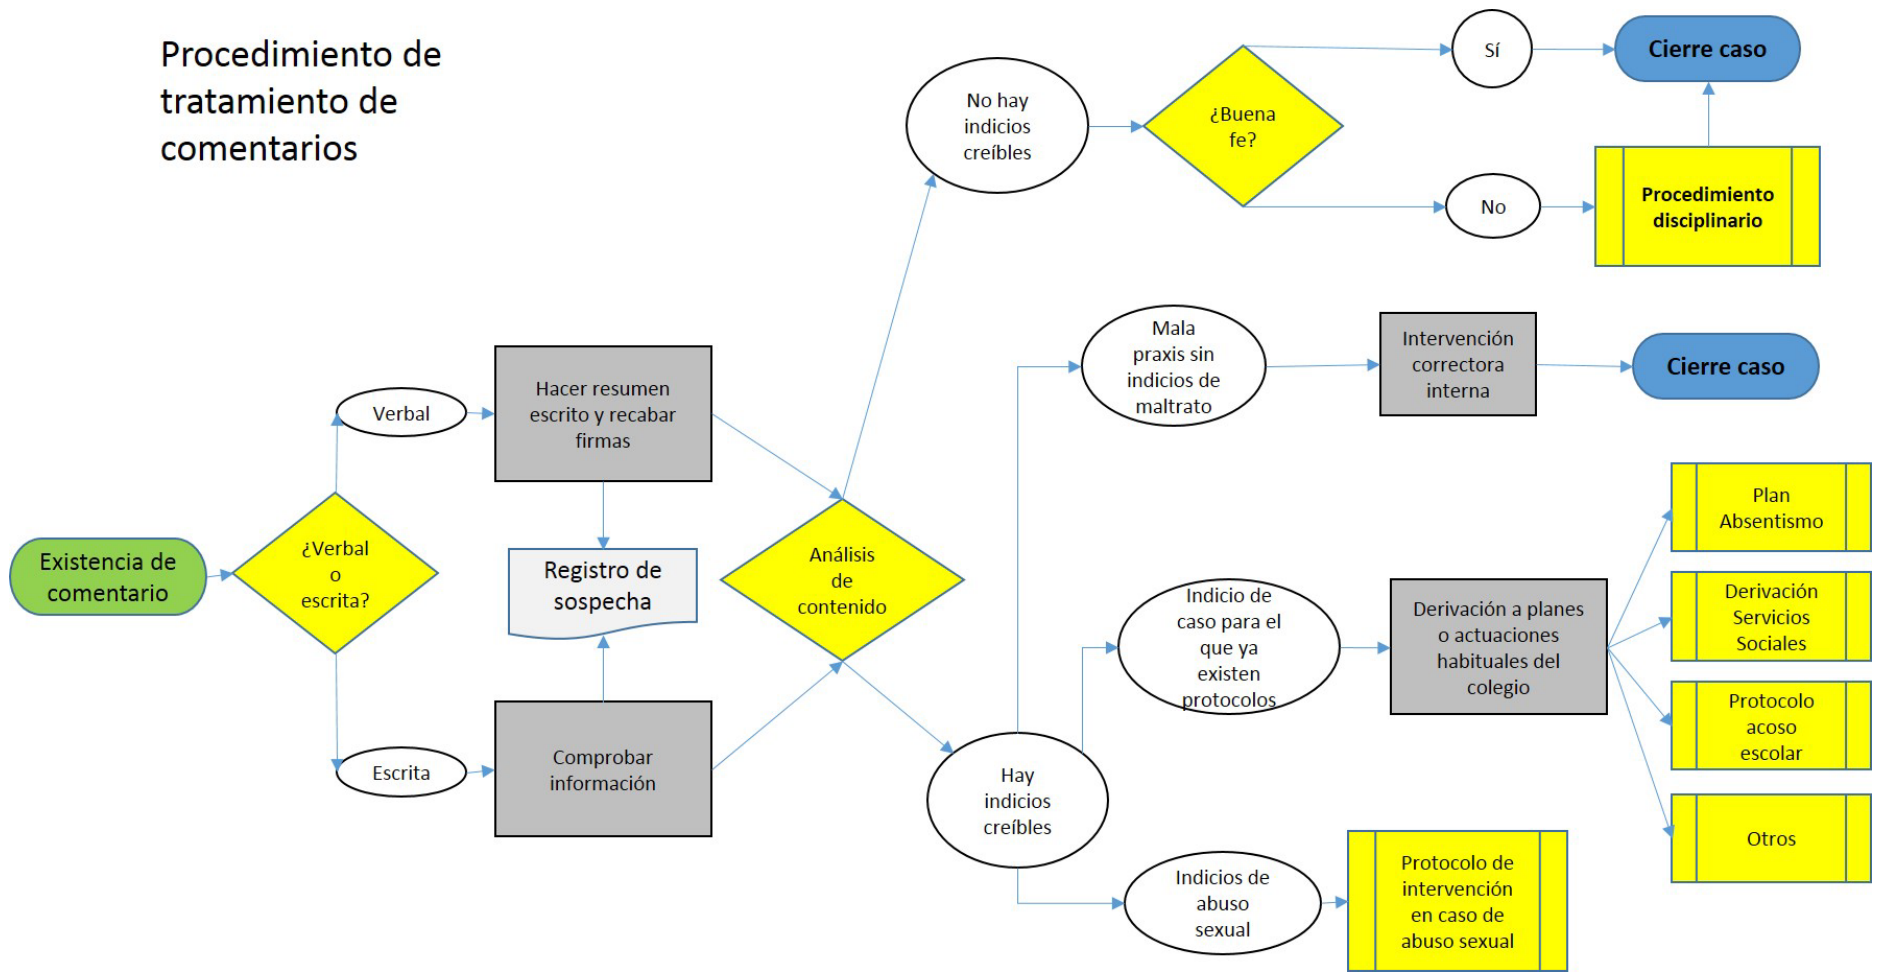 Procedimiento de
tratamiento de
comentarios
Existencia de
comentario
¿Verbal
o
escrita?
Verbal
Escrita
Hacer resumen
escrito y recabar
firmas
Registro de
sospecha
Comprobar
información
Análisis
de
contenido
No hay
indicios
creíbles
¿Buena
fe?
Sí
Cierre caso
No
Procedimiento
disciplinario
Hay
indicios
creíbles
Mala
praxis sin
indicios de
maltrato
Intervención
correctora
interna
Cierre caso
Indicio de
caso para el
que ya
existen
protocolos
Derivación a planes
o actuaciones
habituales del
colegio
Plan
Absentismo
Derivación
Servicios
Sociales
Protocolo
acoso
escolar
Otros
Indicios de
abuso
sexual
Protocolo de
intervención
en caso de
abuso sexual